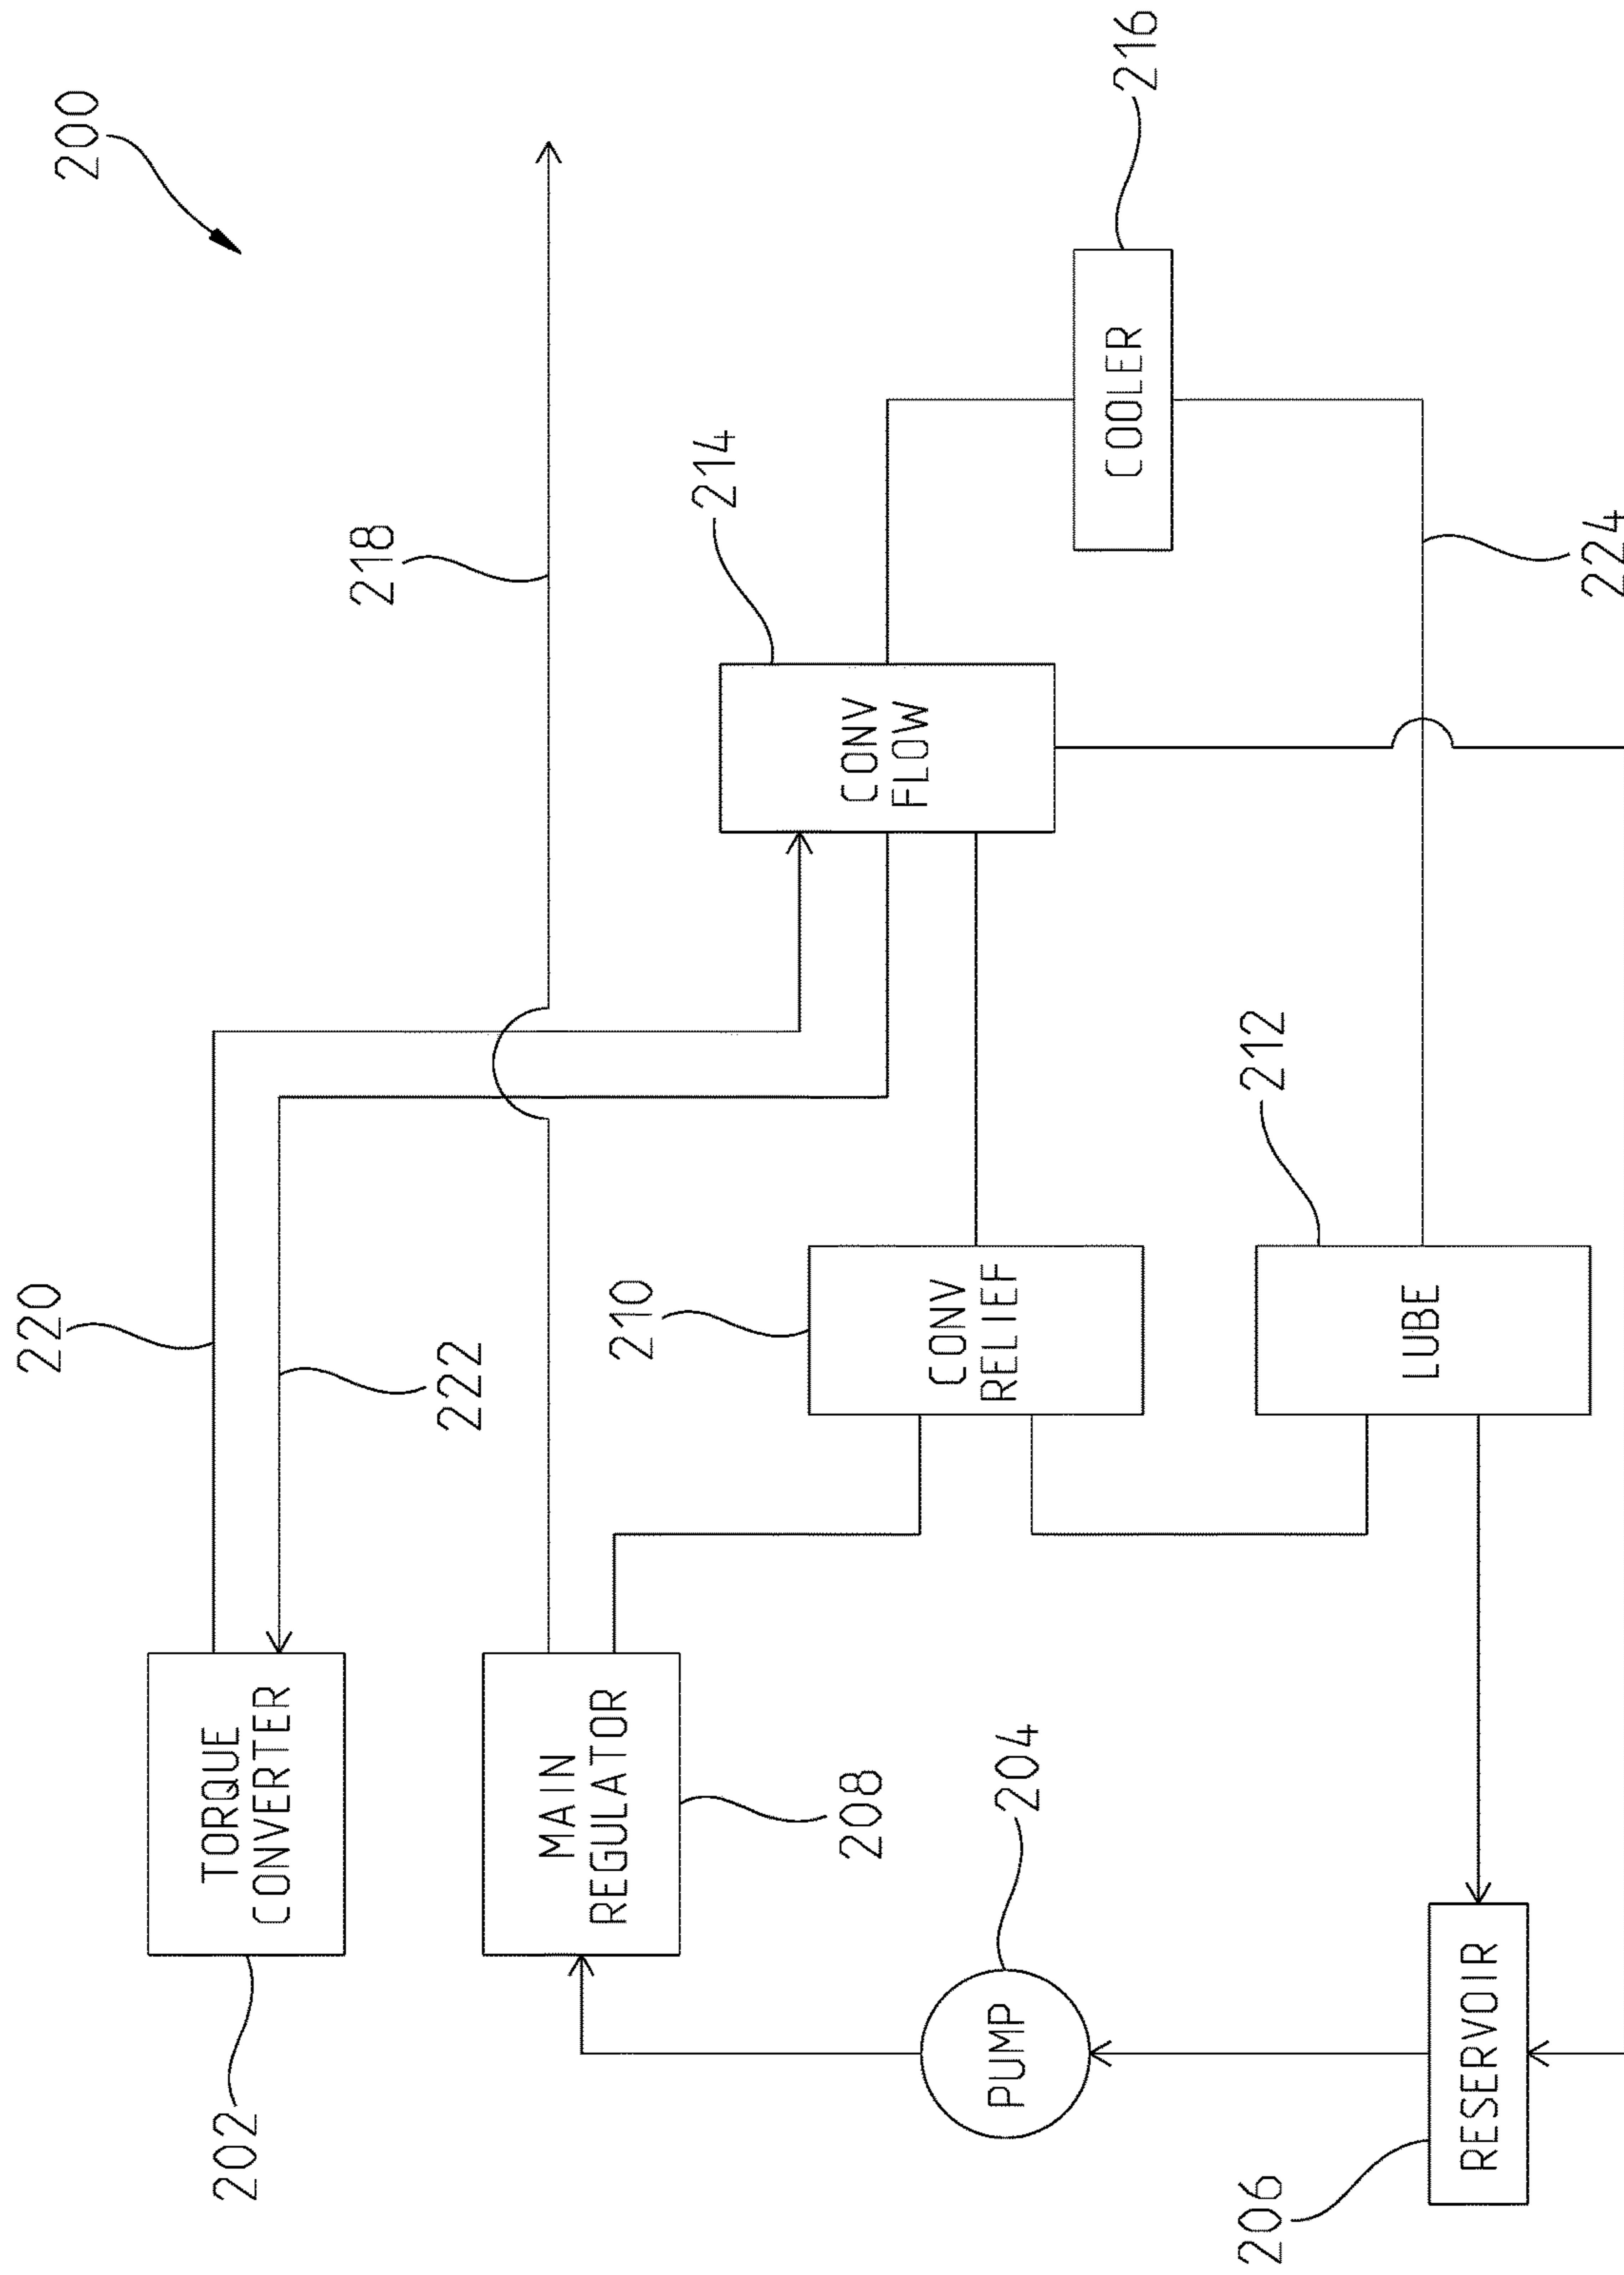 200
220
TORQUE
CONVERTER
202
222
218
MAIN
REGULATOR
208
214
CONV
FLOW
210
CONV
RELIEF
216
COOLER
PUMP
204
212
LUBE
224
RESERVOIR
206